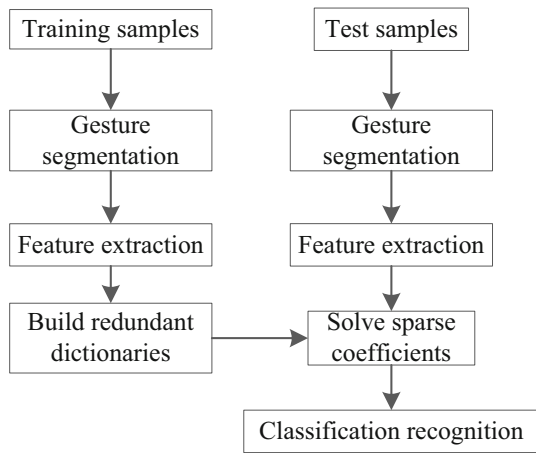 Training samples
Test samples
Gesture
segmentation
Gesture
segmentation
Feature extraction
Feature extraction
Build redundant
dictionaries
Solve sparse
coefficients
Classification recognition